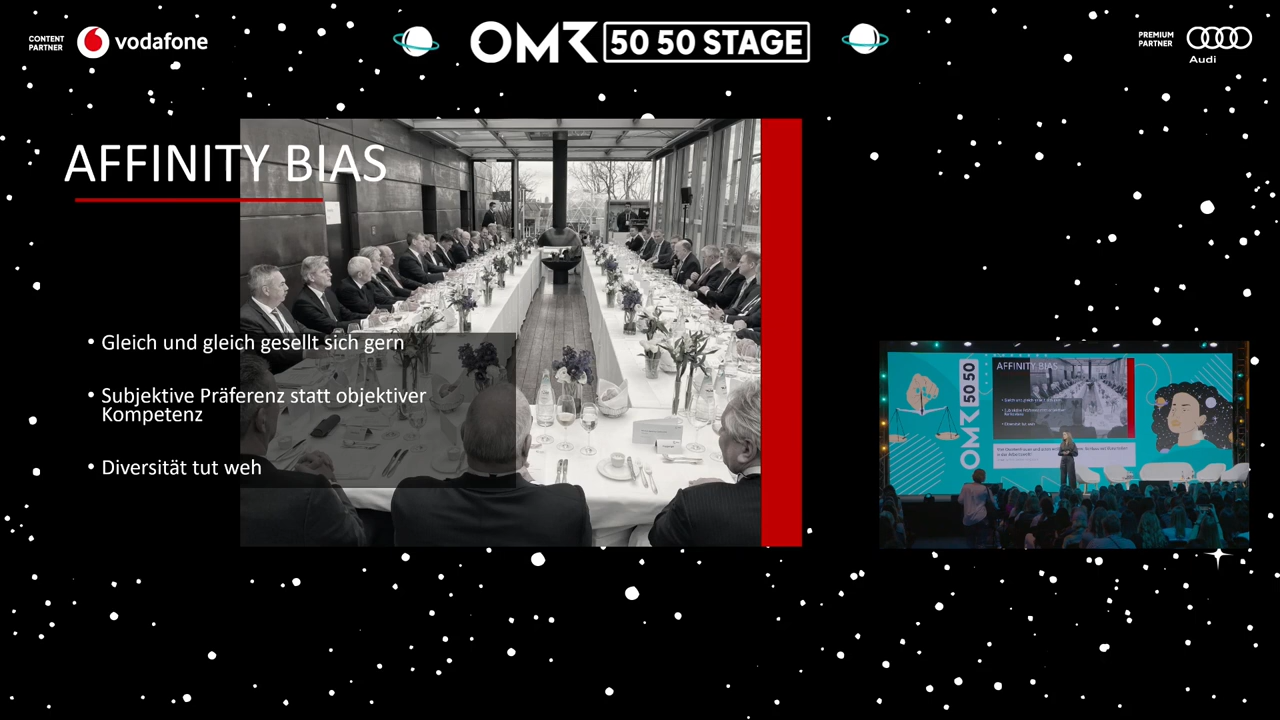 CONTENT
PARTNER
vodafone
OMR 50 50 STAGE
PREMIUM
PARTNER
Audi
AFFINITY BIAS
• Gleich und gleich gesellt sich gern
• Subjektive Präferenz statt objektiver
Kompetenz
• Diversität tut weh
OMR 50 50
AFFINITY BIAS